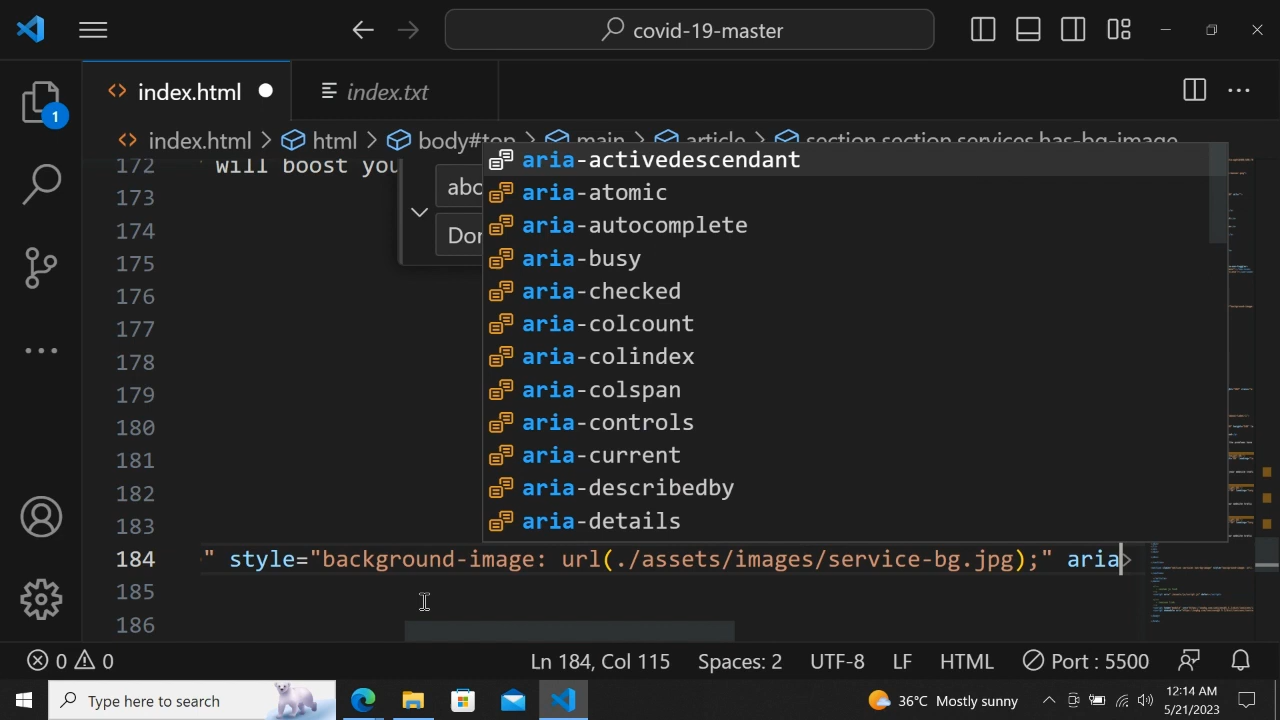 covid-19-master
index.html
index.txt
index.html > html > body#top > main > article > section.section.services.has-bg-image
172 will boost you
173
174
175
176
177
178
179
180
181
182
183
184 " style="background-image: url(./assets/images/service-bg.jpg);" aria>
185
186
abo
Don
aria-activedescendant
aria-atomic
aria-autocomplete
aria-busy
aria-checked
aria-colcount
aria-colindex
aria-colspan
aria-controls
aria-current
aria-describedby
aria-details
1
0 0 Ln 184, Col 115 Spaces: 2 UTF-8 LF HTML Port : 5500
Type here to search
36°C Mostly sunny
12:14 AM
5/21/2023